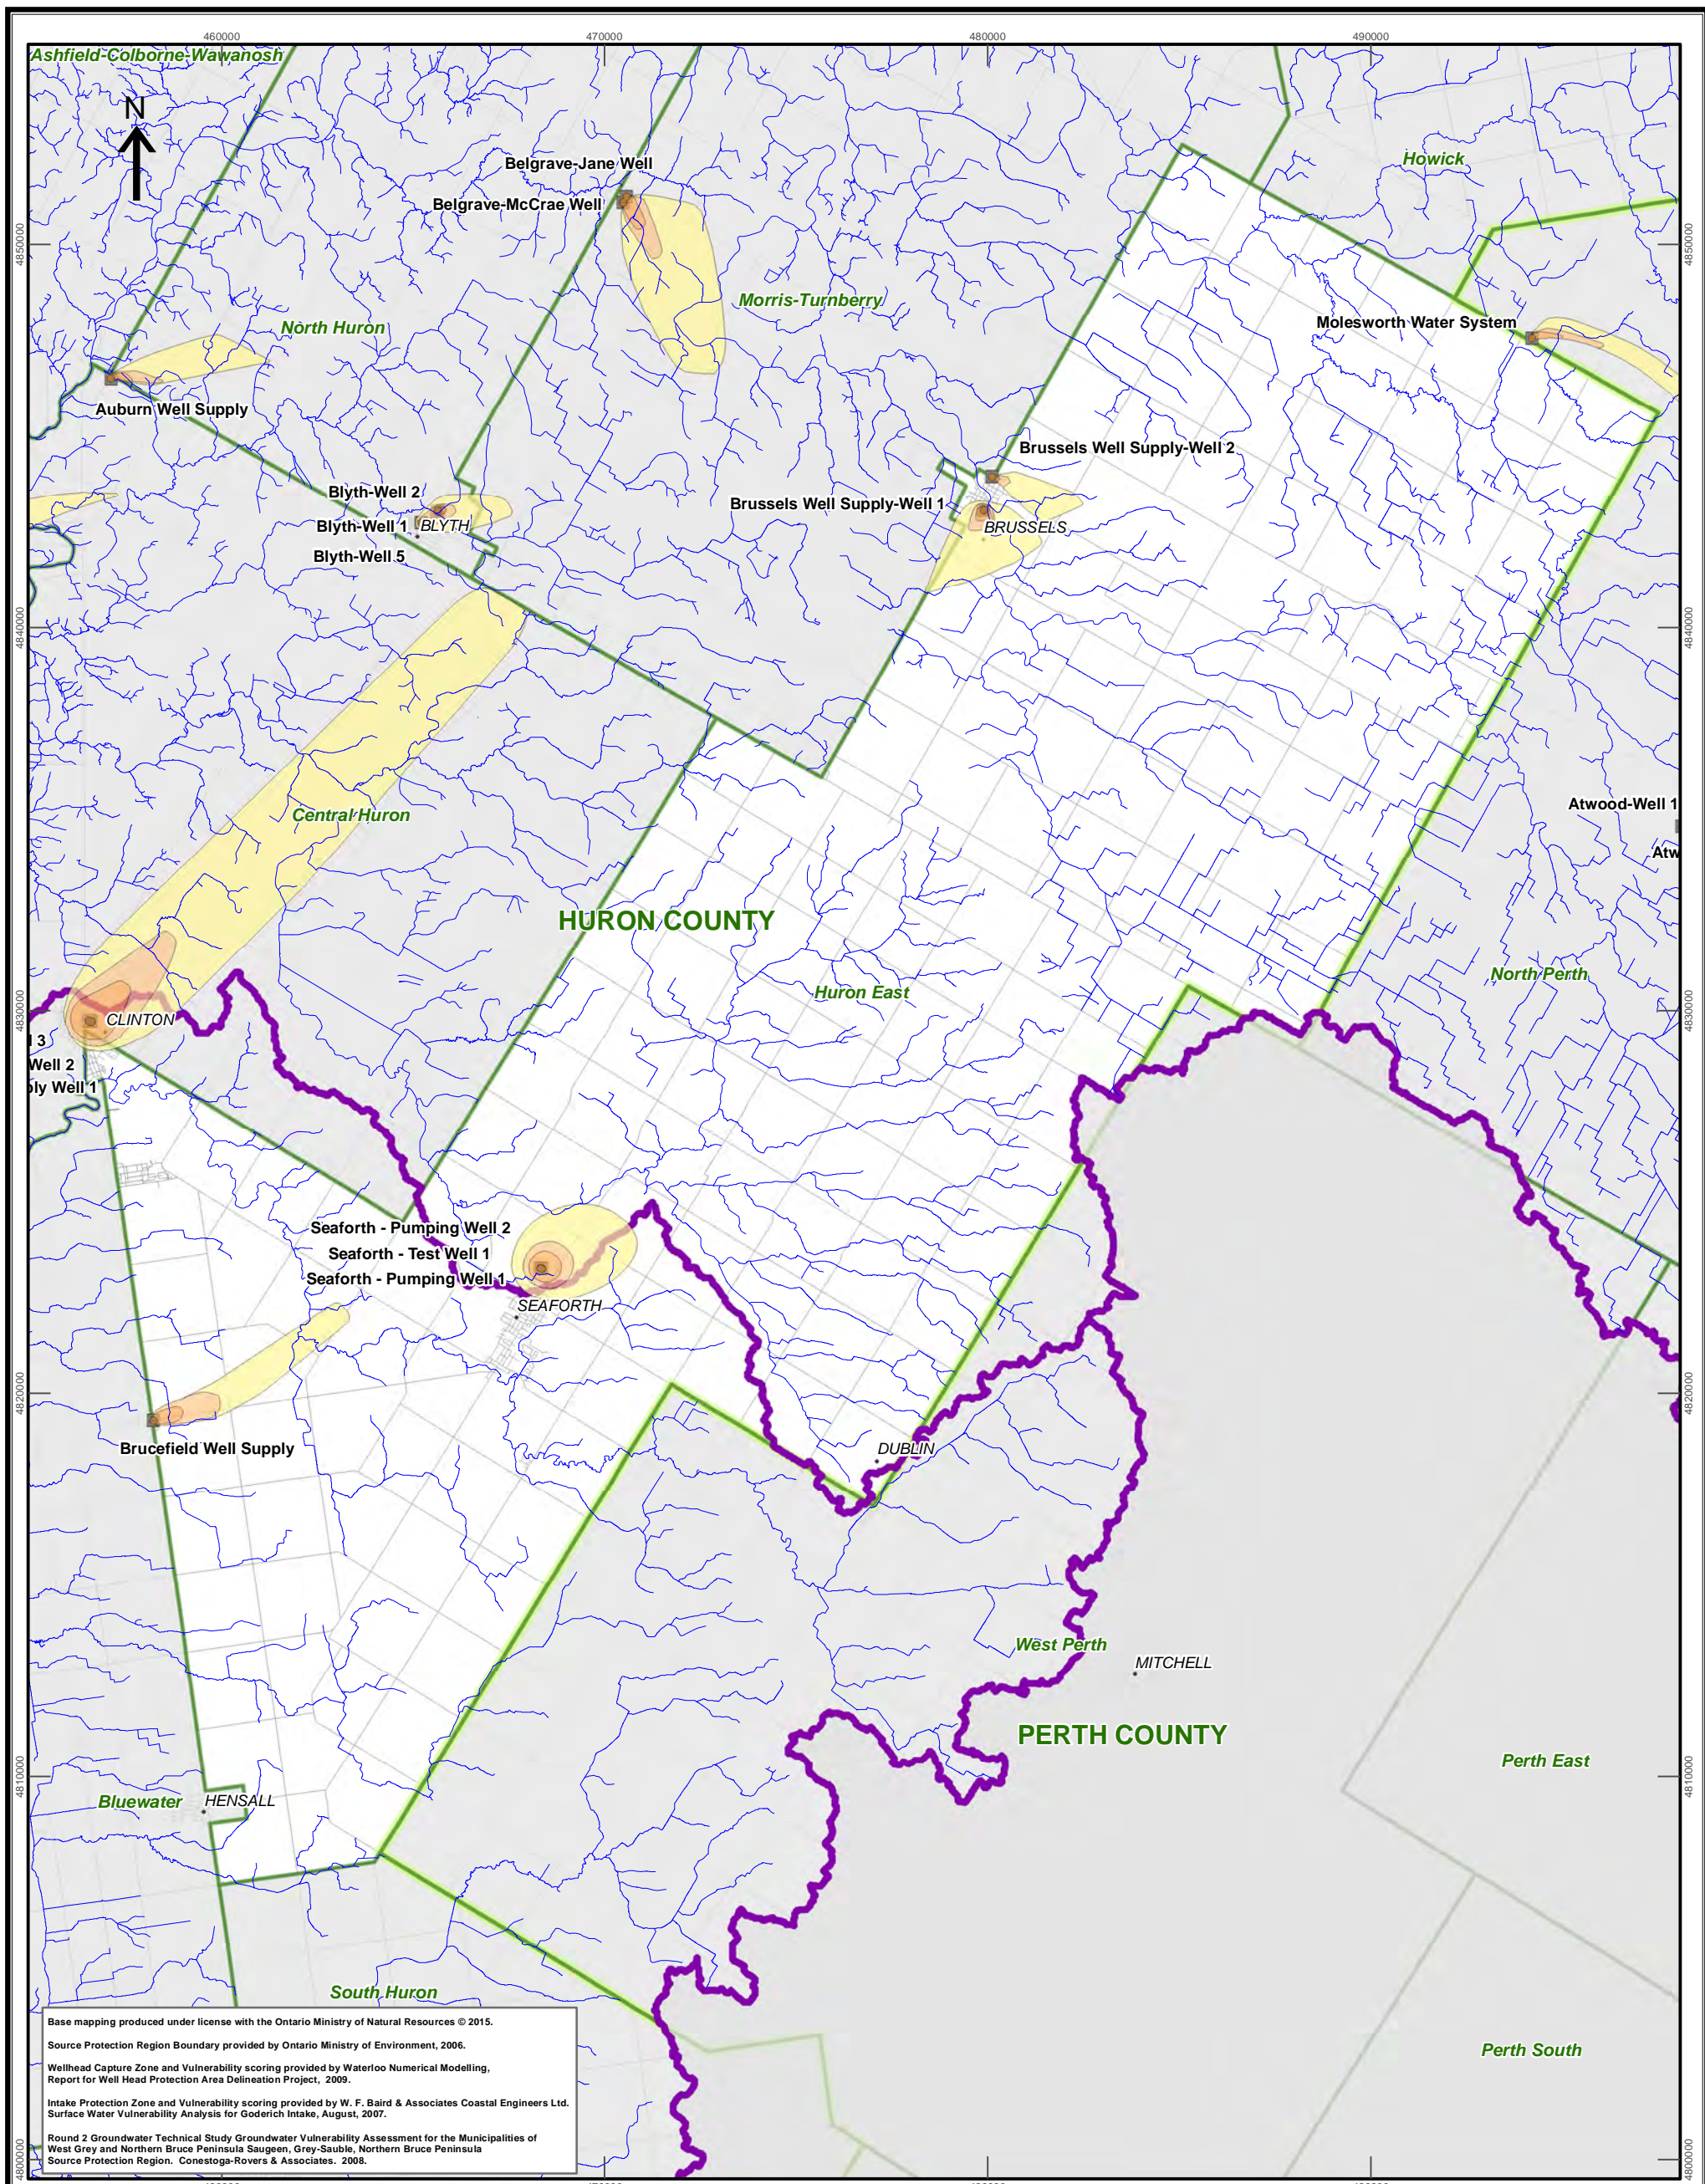 460000
470000
480000
490000
Ashfield-Colborne-Wawanosh
N
Howick
Belgrave-Jane Well
Belgrave-McCrae Well
4850000
4850000
Morris-Turnberry
North Huron
Molesworth Water System
Auburn Well Supply
Brussels Well Supply-Well 2
Blyth-Well 2
Brussels Well Supply-Well 1
Blyth-Well 1
BLYTH
BRUSSELS
Blyth-Well 5
4840000
4840000
Atwood-Well 1
Central Huron
Atw
HURON COUNTY
North Perth
Huron East
4830000
4830000
CLINTON
l 3
Well 2
ply Well 1
Seaforth - Pumping Well 2
Seaforth - Test Well 1
Seaforth - Pumping Well 1
SEAFORTH
4820000
4820000
Brucefield Well Supply
DUBLIN
West Perth
MITCHELL
PERTH COUNTY
Perth East
4810000
4810000
Bluewater
HENSALL
South Huron
Perth South
Base mapping produced under license with the Ontario Ministry of Natural Resources © 2015.
Source Protection Region Boundary provided by Ontario Ministry of Environment, 2006.
Wellhead Capture Zone and Vulnerability scoring provided by Waterloo Numerical Modelling,
Report for Well Head Protection Area Delineation Project, 2009.
Intake Protection Zone and Vulnerability scoring provided by W. F. Baird & Associates Coastal Engineers Ltd.
Surface Water Vulnerability Analysis for Goderich Intake, August, 2007.
Round 2 Groundwater Technical Study Groundwater Vulnerability Assessment for the Municipalities of
West Grey and Northern Bruce Peninsula Saugeen, Grey-Sauble, Northern Bruce Peninsula
Source Protection Region. Conestoga-Rovers & Associates. 2008.
4800000
4800000